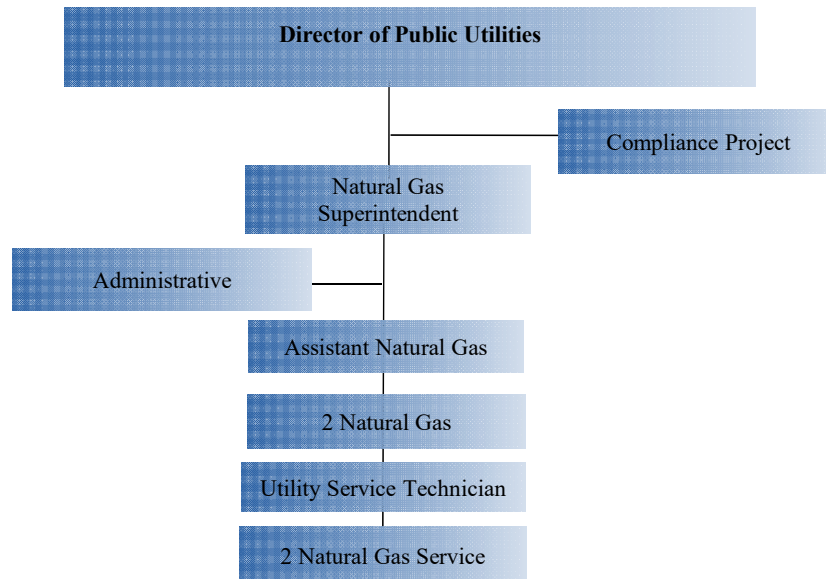 Director of Public Utilities
Compliance Project
Natural Gas
Superintendent
Administrative
Assistant Natural Gas
2 Natural Gas
Utility Service Technician
2 Natural Gas Service